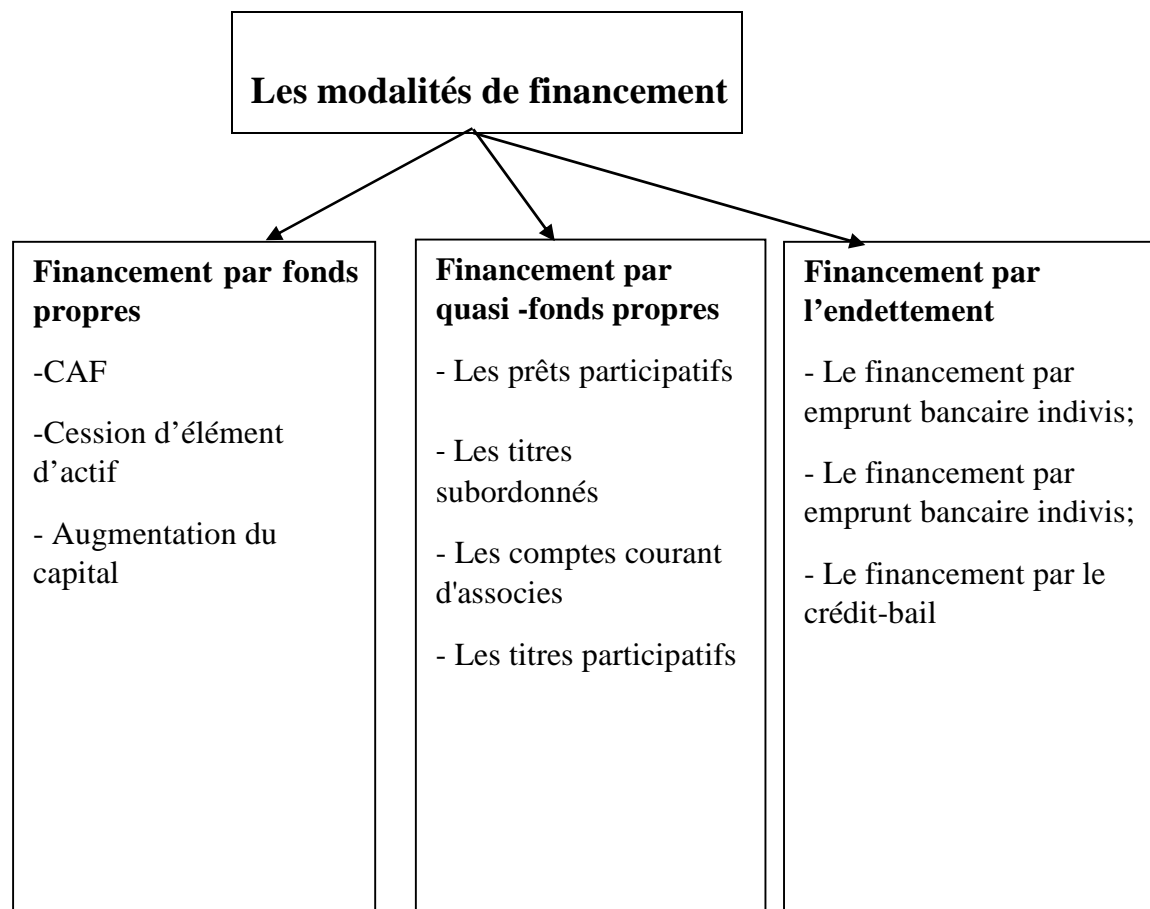 Les modalités de financement
Financement par fonds
propres
-CAF
-Cession d’élément
d’actif
- Augmentation du
capital
Financement par
quasi -fonds propres
- Les prêts participatifs
- Les titres
subordonnés
- Les comptes courant
d'associes
- Les titres participatifs
Financement par
l’endettement
- Le financement par
emprunt bancaire indivis;
- Le financement par
emprunt bancaire indivis;
- Le financement par le
crédit-bail